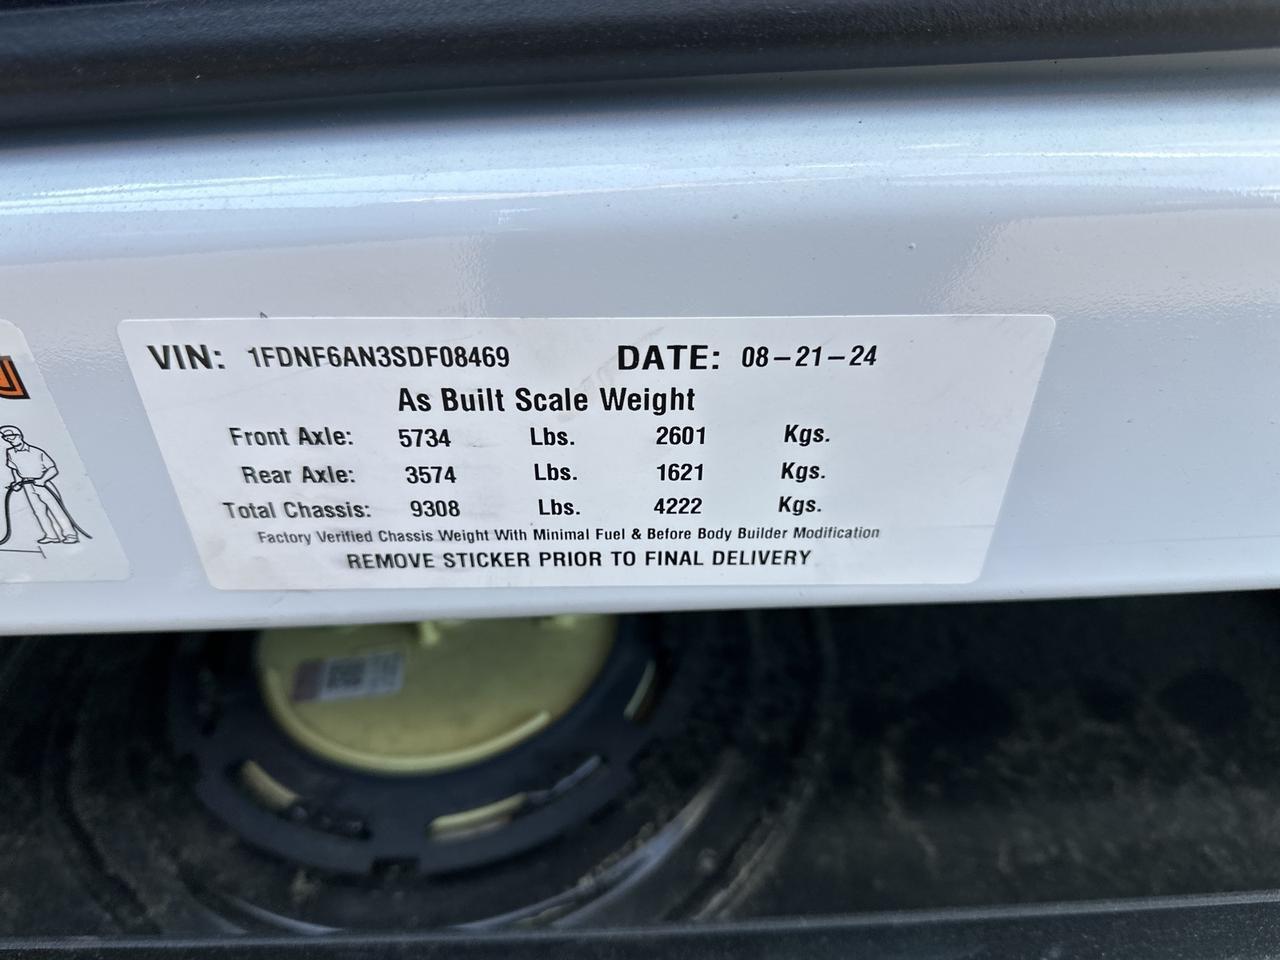 VIN: 1FDNF6AN3SDF08469 DATE: 08-21-24
As Built Scale Weight
Front Axle: 5734 Lbs. 2601 Kgs.
Rear Axle: 3574 Lbs. 1621 Kgs.
Total Chassis: 9308 Lbs. 4222 Kgs.
Factory Verified Chassis Weight With Minimal Fuel & Before Body Builder Modification
REMOVE STICKER PRIOR TO FINAL DELIVERY